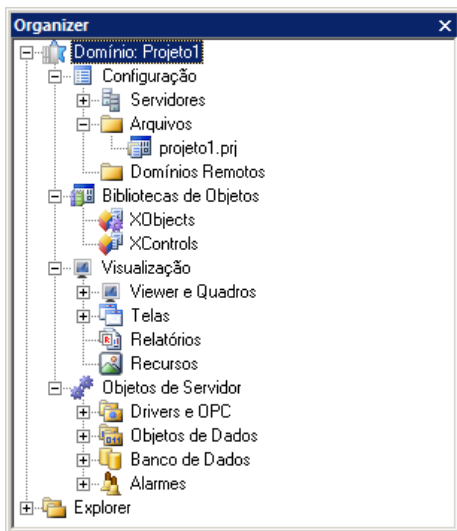 Organizer
Domínio: Projeto1
Configuração
Servidores
Arquivos
projeto1.prj
Domínios Remotos
Bibliotecas de Objetos
XObjects
XControls
Visualização
Viewer e Quadros
Telas
Relatórios
Recursos
Objetos de Servidor
Drivers e OPC
Objetos de Dados
Banco de Dados
Alarmes
Explorer